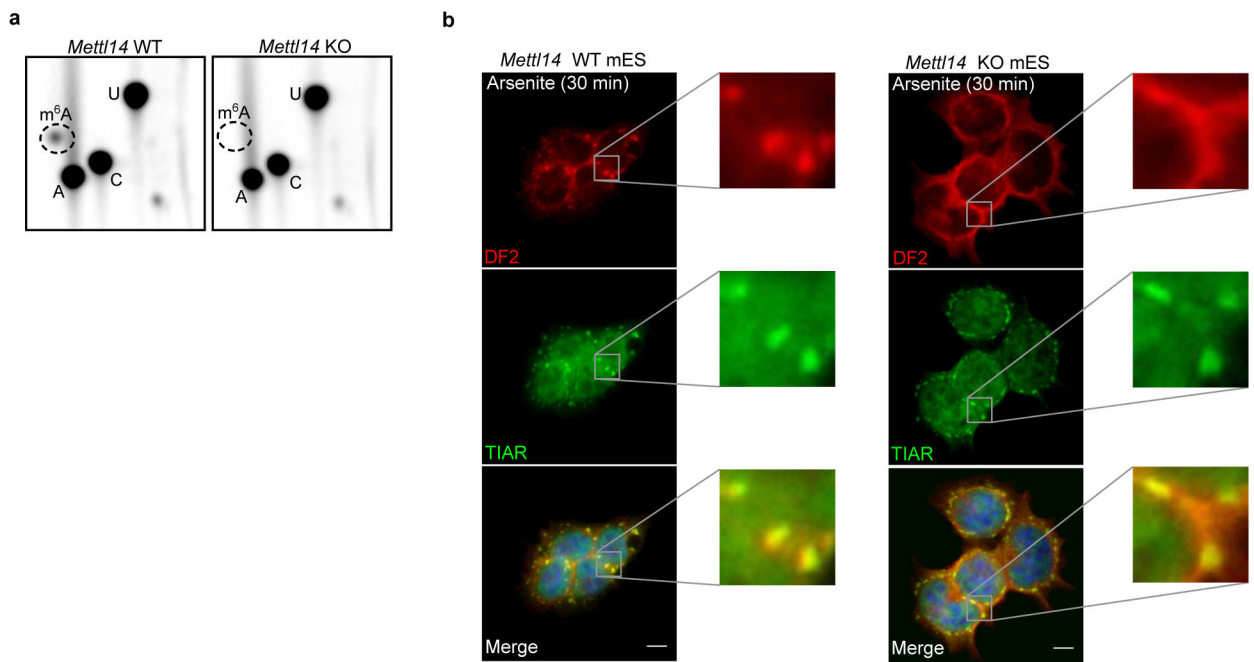 a
Mettl14 WT
Mettl14 KO
U
m⁶A
A
C
U
m⁶A
A
C
b
Mettl14 WT mES
Mettl14 KO mES
Arsenite (30 min)
DF2
TIAR
Merge
Arsenite (30 min)
DF2
TIAR
Merge